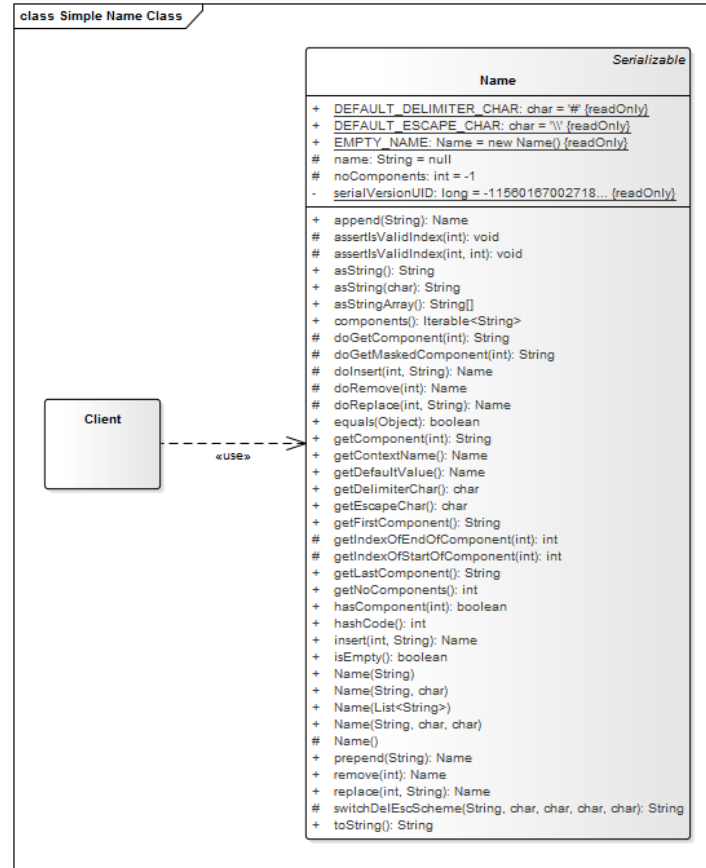 class Simple Name Class
Serializable
Name
+ DEFAULT_DELIMITER_CHAR: char = '#' {readOnly}
+ DEFAULT_ESCAPE_CHAR: char = '\\' {readOnly}
+ EMPTY_NAME: Name = new Name() {readOnly}
# name: String = null
# noComponents: int = -1
- serialVersionUID: long = -11560167002718... {readOnly}
+ append(String): Name
# assertIsValidIndex(int): void
# assertIsValidIndex(int, int): void
+ asString(): String
+ asString(char): String
+ asStringArray(): String[]
+ components(): Iterable<String>
# doGetComponent(int): String
# doGetMaskedComponent(int): String
# doInsert(int, String): Name
# doRemove(int): Name
# doReplace(int, String): Name
+ equals(Object): boolean
+ getComponent(int): String
+ getContextName(): Name
+ getDefaultValue(): Name
+ getDelimiterChar(): char
+ getEscapeChar(): char
+ getFirstComponent(): String
# getIndexOfEndOfComponent(int): int
# getIndexOfStartOfComponent(int): int
+ getLastComponent(): String
+ getNoComponents(): int
+ hasComponent(int): boolean
+ hashCode(): int
+ insert(int, String): Name
+ isEmpty(): boolean
+ Name(String)
+ Name(String, char)
+ Name(List<String>)
+ Name(String, char, char)
# Name()
+ prepend(String): Name
+ remove(int): Name
+ replace(int, String): Name
# switchDelEscScheme(String, char, char, char, char): String
+ toString(): String
Client
«use»